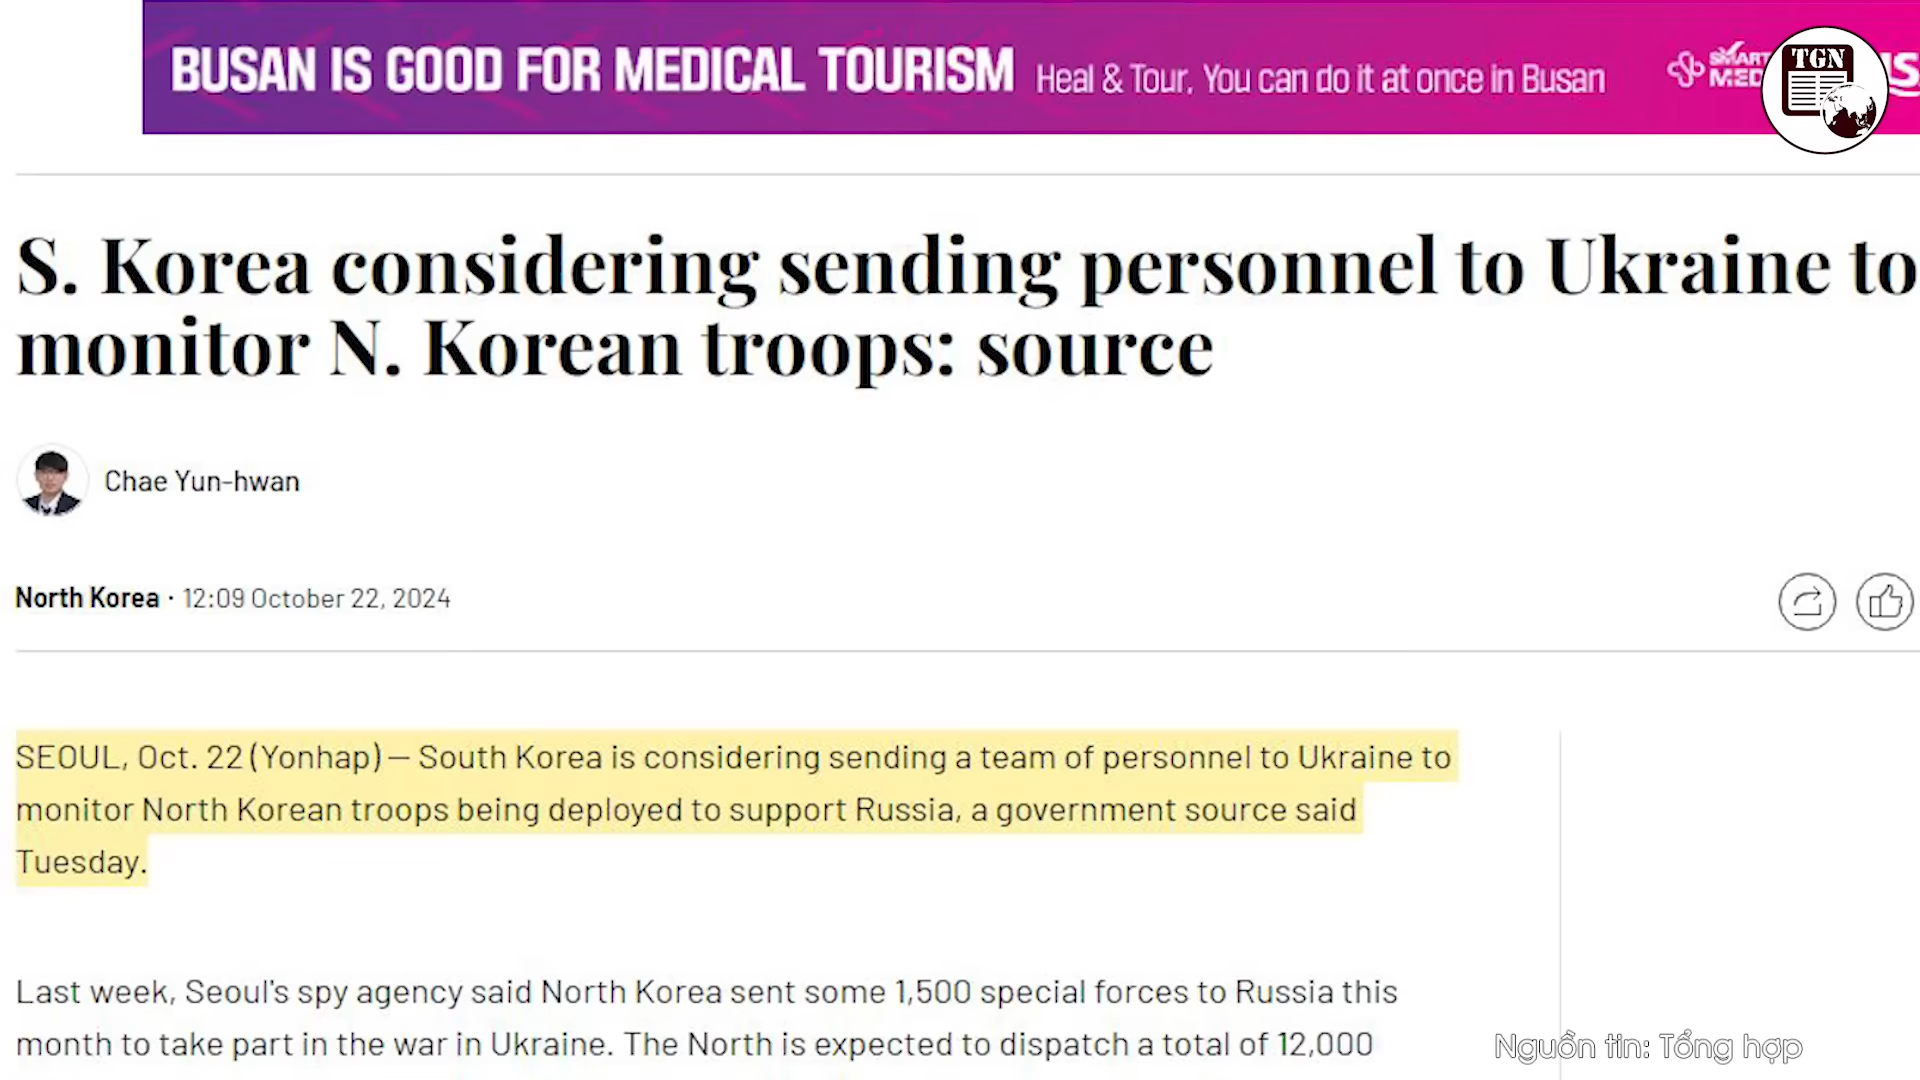 BUSAN IS GOOD FOR MEDICAL TOURISM Heal & Tour, You can do it at once in Busan
SMART
MED
TGN
S. Korea considering sending personnel to Ukraine to
monitor N. Korean troops: source
Chae Yun-hwan
North Korea · 12:09 October 22, 2024
SEOUL, Oct. 22 (Yonhap) — South Korea is considering sending a team of personnel to Ukraine to
monitor North Korean troops being deployed to support Russia, a government source said
Tuesday.
Last week, Seoul's spy agency said North Korea sent some 1,500 special forces to Russia this
month to take part in the war in Ukraine. The North is expected to dispatch a total of 12,000
Nguồn tin: Tổng hợp